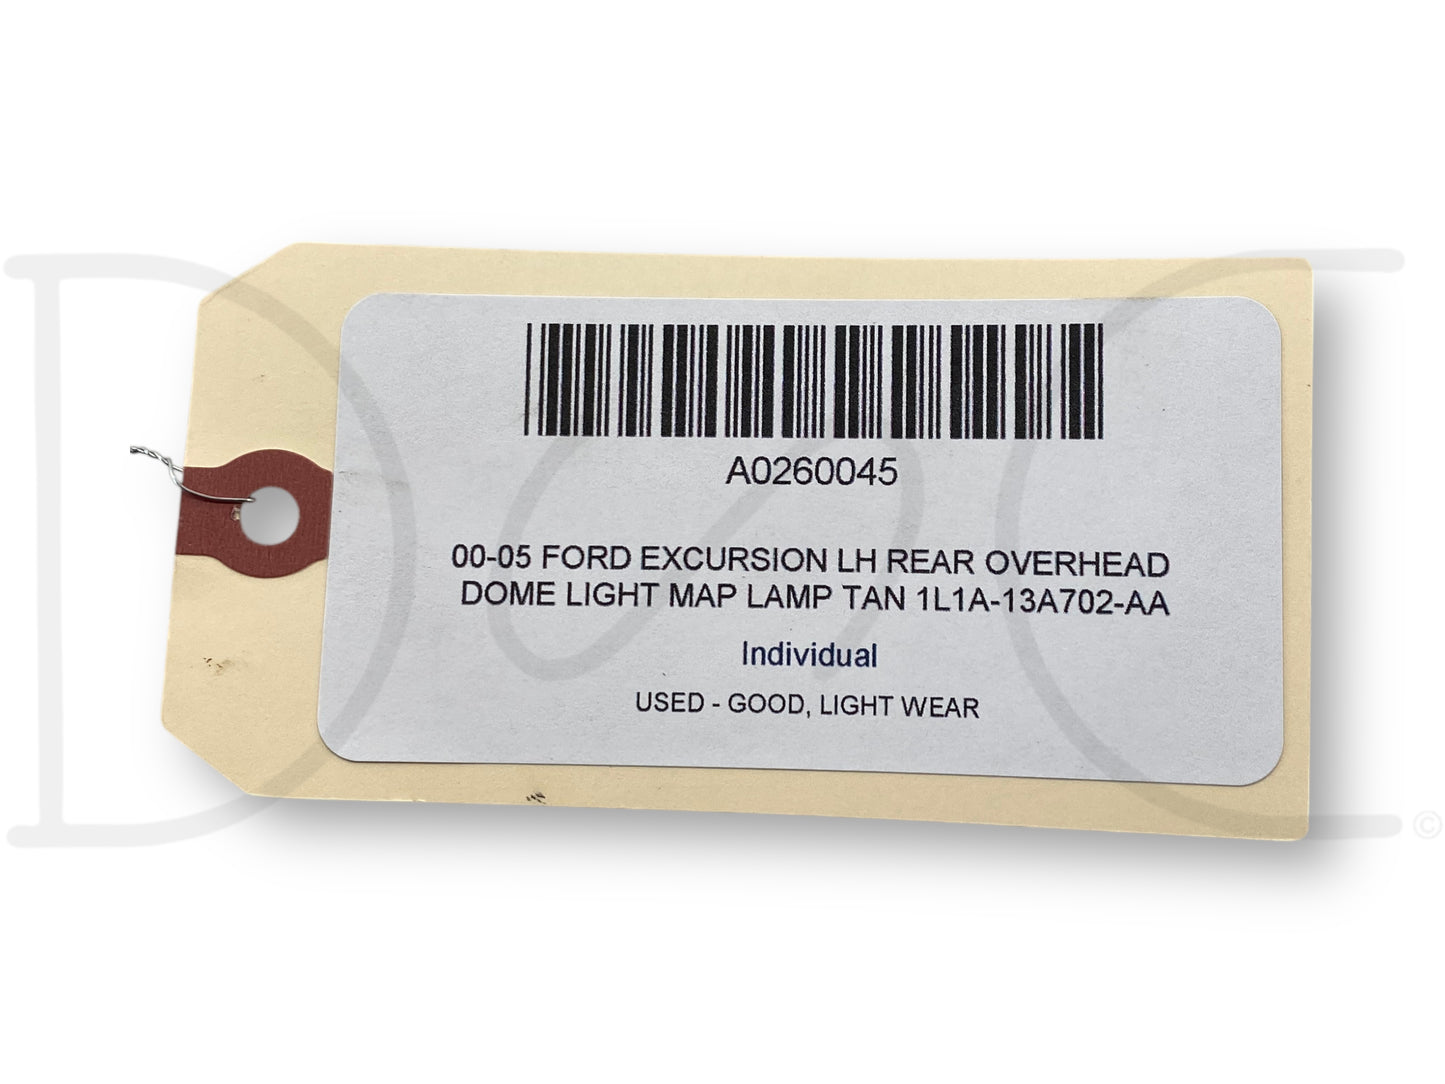 A0260045
00-05 FORD EXCURSION LH REAR OVERHEAD
DOME LIGHT MAP LAMP TAN 1L1A-13A702-AA
Individual
USED - GOOD, LIGHT WEAR
DSC ©